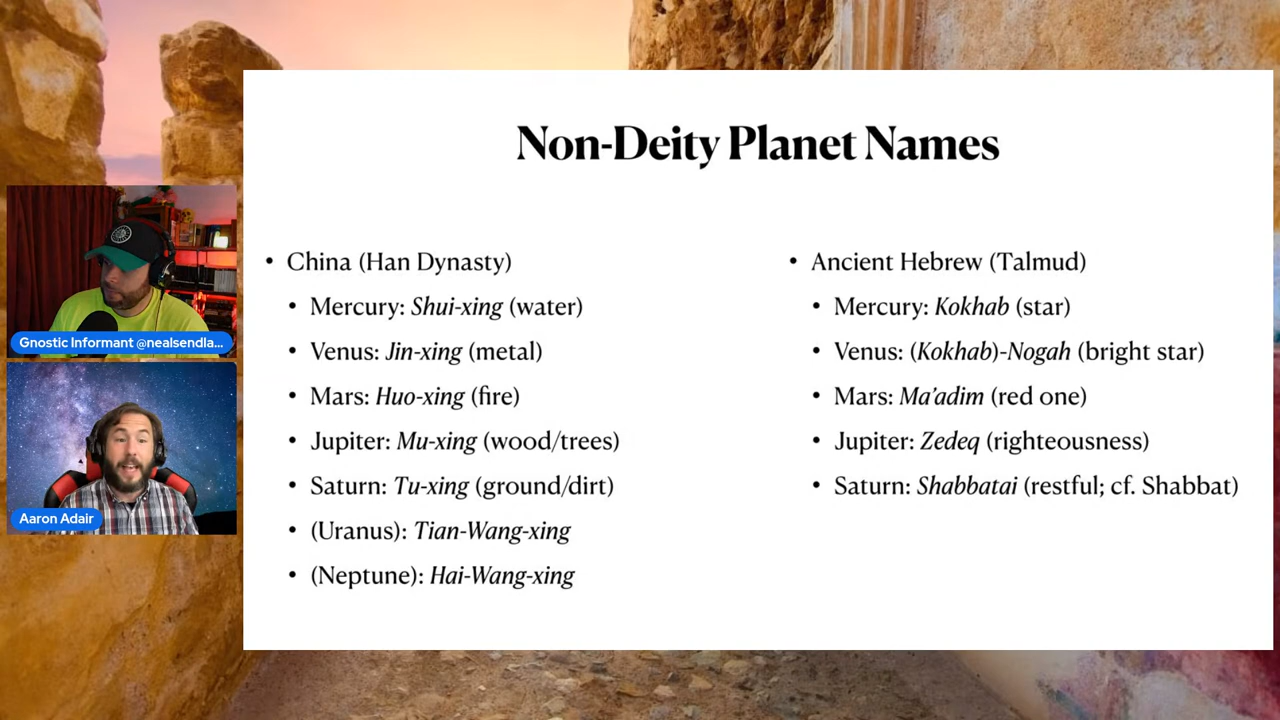 Non-Deity Planet Names
• China (Han Dynasty)
• Mercury: Shui-xing (water)
• Venus: Jin-xing (metal)
• Mars: Huo-xing (fire)
• Jupiter: Mu-xing (wood/trees)
• Saturn: Tu-xing (ground/dirt)
• (Uranus): Tian-Wang-xing
• (Neptune): Hai-Wang-xing
• Ancient Hebrew (Talmud)
• Mercury: Kokhab (star)
• Venus: (Kokhab)-Nogah (bright star)
• Mars: Ma’adim (red one)
• Jupiter: Zedeq (righteousness)
• Saturn: Shabbatai (restful; cf. Shabbat)
Gnostic Informant @nealsendla...
Aaron Adair